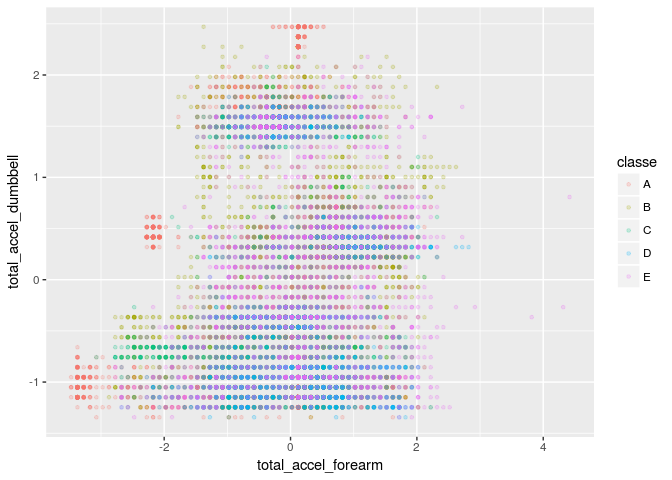 2
1
0
-1
-2
0
2
4
total_accel_forearm
total_accel_dumbbell
classe
A
B
C
D
E